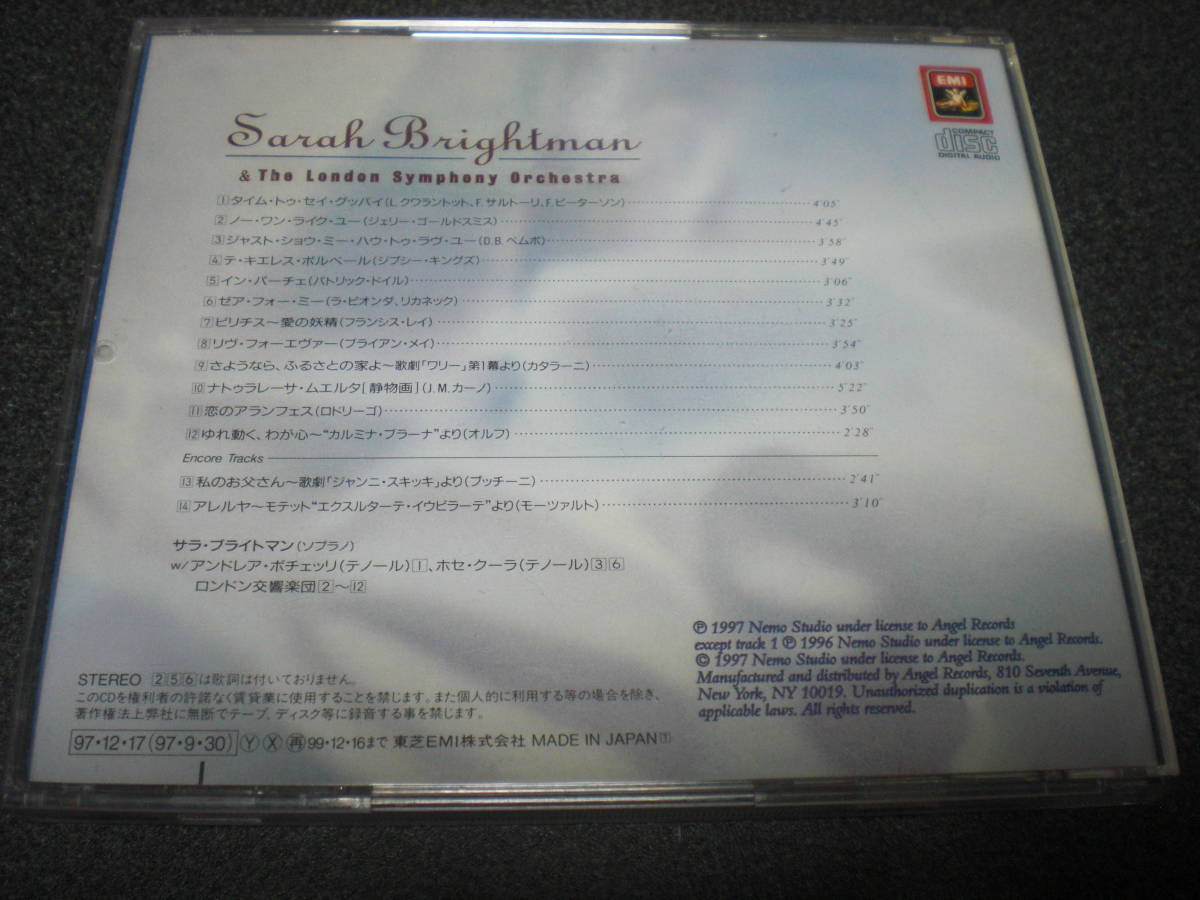 EMI
COMPACT
disc
DIGITAL AUDIO
Sarah Brightman
& The London Symphony Orchestra
1タイム・トゥ・セイ・グッバイ(L.クワラントット、F.サルトーリ、F.ピーターソン) 4'05"
2ノー・ワン・ライク・ユー(ジェリー・ゴールドスミス) 4'45"
3ジャスト・ショウ・ミー・ハウ・トゥ・ラヴ・ユー(D.B.ベムボ) 3'58"
4テ・キエレス・ボルベール(ジプシー・キングズ) 3'49"
5イン・パーチェ(パトリック・ドイル) 3'06"
6ゼア・フォー・ミー(ラ・ビオンダ、リカネック) 3'32"
7ビリチス〜愛の妖精(フランシス・レイ) 3'25"
8リヴ・フォーエヴァー(ブライアン・メイ) 3'54"
9さようなら、ふるさとの家よ〜歌劇「ワリー」第1幕より(カタラーニ) 4'03"
10ナトゥラレーサ・ムエルタ[静物画](J.M.カーノ) 5'22"
11恋のアランフェス(ロドリーゴ) 3'50"
12ゆれ動く、わが心〜“カルミナ・ブラーナ”より(オルフ) 2'28"
Encore Tracks
13私のお父さん〜歌劇「ジャンニ・スキッキ」より(プッチーニ) 2'41"
14アレルヤ〜モテット“エクスルターテ・イウビラーテ”より(モーツァルト) 3'10"
サラ・ブライトマン(ソプラノ)
w/アンドレア・ボチェッリ(テノール)1、ホセ・クーラ(テノール)36
ロンドン交響楽団2〜12
℗ 1997 Nemo Studio under license to Angel Records
except track 1 ℗ 1996 Nemo Studio under license to Angel Records.
© 1997 Nemo Studio under license to Angel Records.
Manufactured and distributed by Angel Records, 810 Seventh Avenue,
New York, NY 10019. Unauthorized duplication is a violation of
applicable laws. All rights reserved.
STEREO 256は歌詞は付いておりません。
このCDを権利者の許諾なく賃貸業に使用することを禁じます。また個人的に利用する等の場合を除き、
著作権法上弊社に無断でテープ、ディスク等に録音する事を禁じます。
97・12・17(97・9・30) Ⓨ Ⓧ 再 99・12・16まで 東芝EMI株式会社 MADE IN JAPAN 1